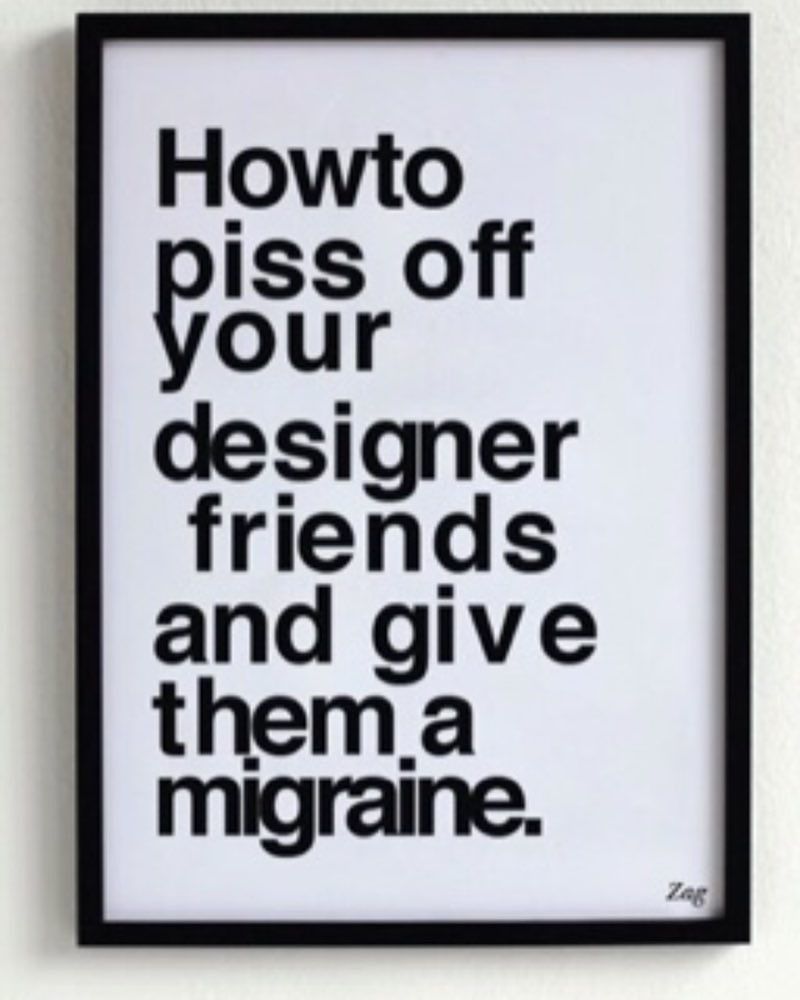 Howto
piss off
your
designer
friends
and give
them a
migraine.
Zag